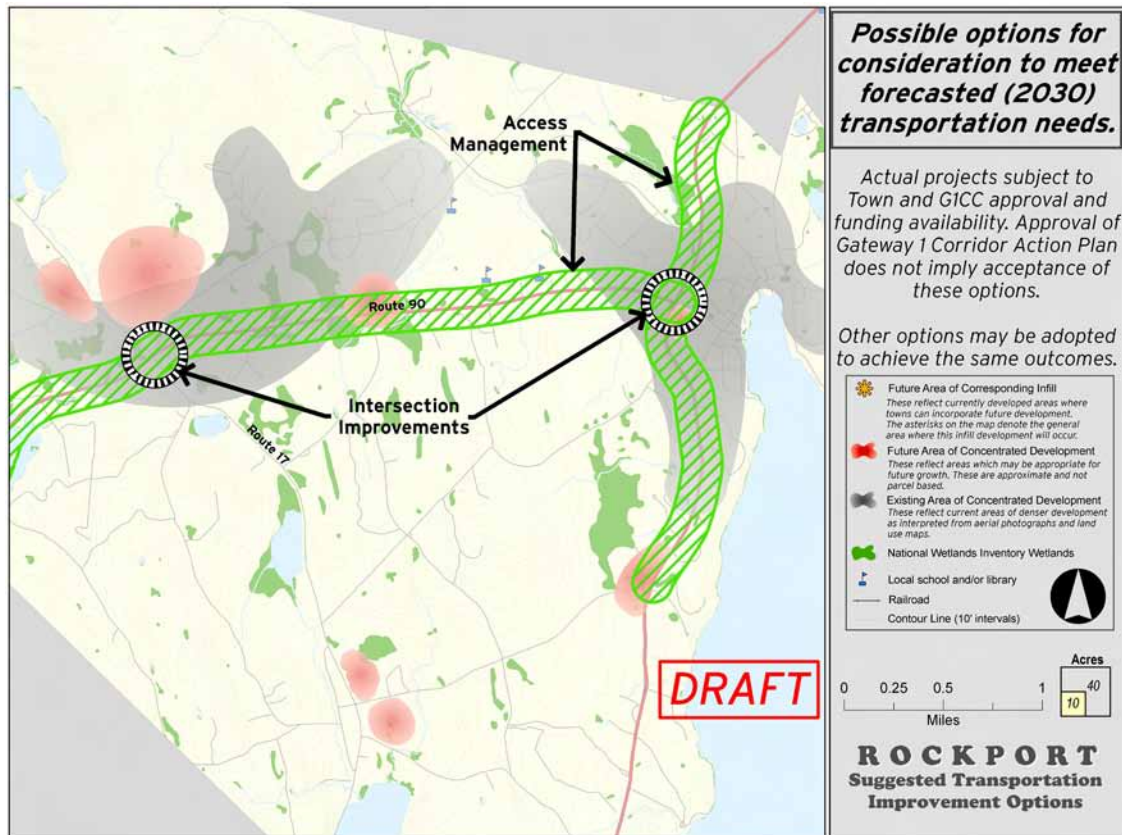 Access
Management
Route 90
Intersection
Improvements
Route 17
DRAFT
Possible options for
consideration to meet
forecasted (2030)
transportation needs.
Actual projects subject to
Town and G1CC approval and
funding availability. Approval of
Gateway 1 Corridor Action Plan
does not imply acceptance of
these options.
Other options may be adopted
to achieve the same outcomes.
Future Area of Corresponding Infill
These reflect currently developed areas where
towns can incorporate future development.
The asterisks on the map denote the general
area where this infill development will occur.
Future Area of Concentrated Development
These reflect areas which may be appropriate for
future growth. These are approximate and not
parcel based.
Existing Area of Concentrated Development
These reflect current areas of denser development
as interpreted from aerial photographs and land
use maps.
National Wetlands Inventory Wetlands
Local school and/or library
Railroad
Contour Line (10' intervals)
0 0.25 0.5 1
Miles
Acres
40
10
ROCKPORT
Suggested Transportation
Improvement Options